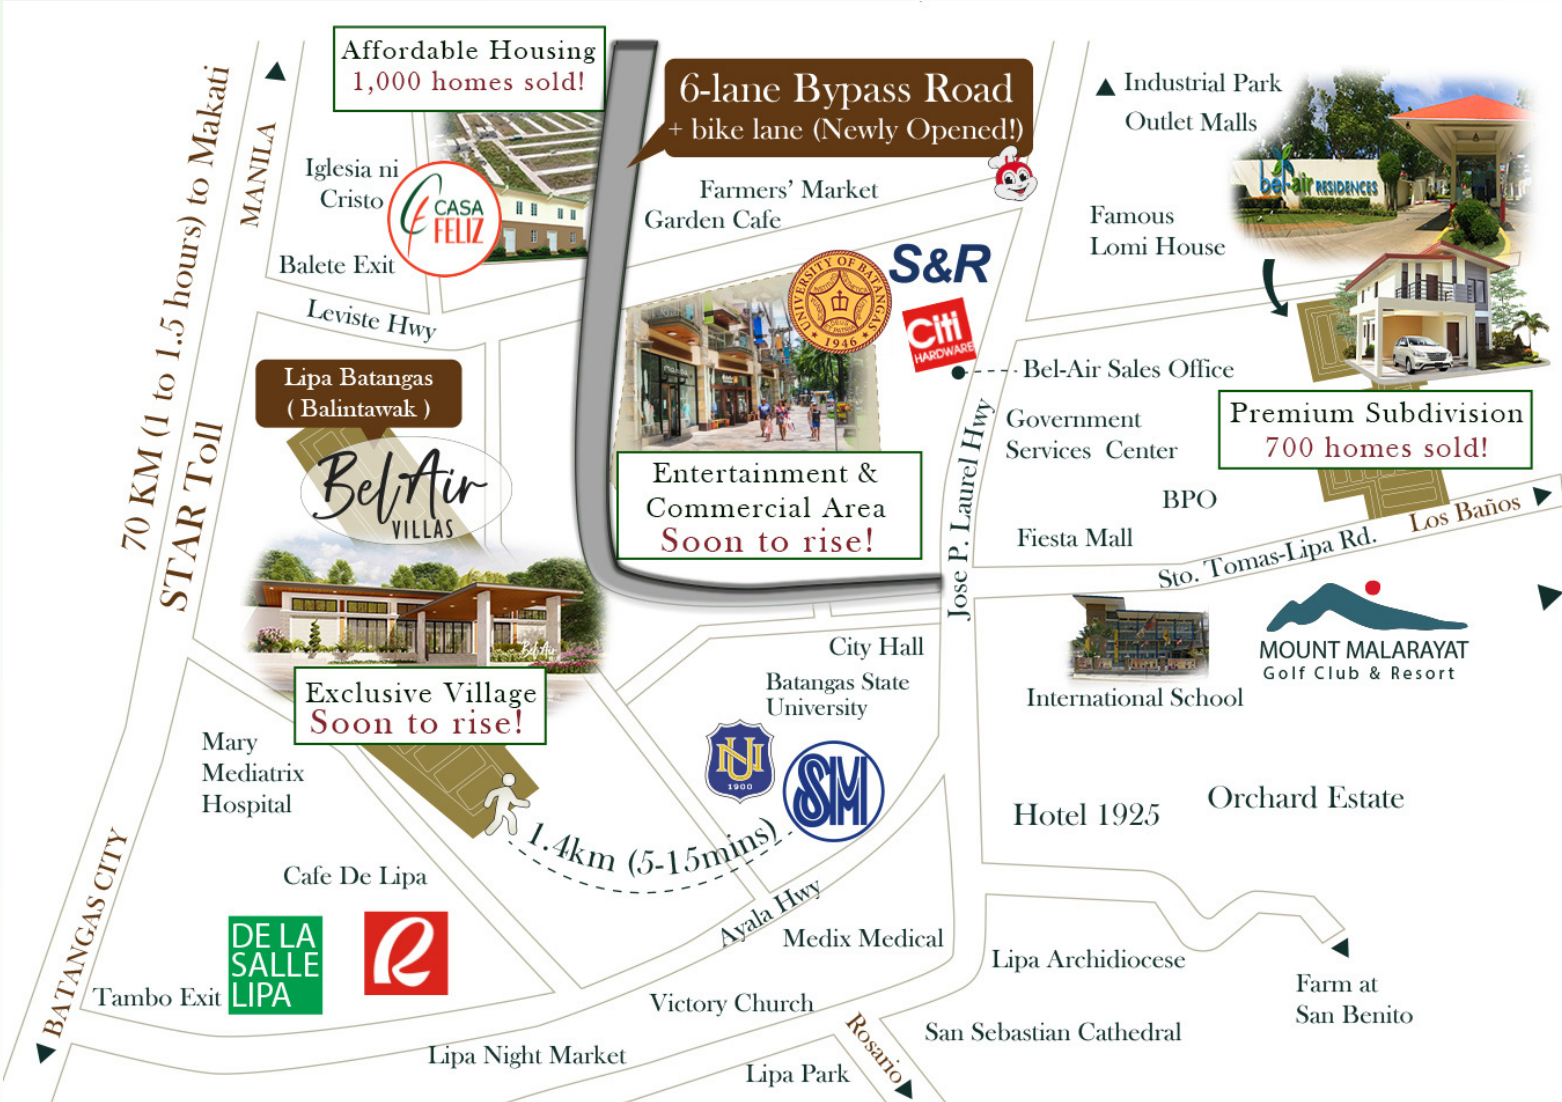 Affordable Housing
1,000 homes sold!
6-lane Bypass Road
+ bike lane (Newly Opened!)
Industrial Park
Outlet Malls
bel-air RESIDENCES
70 KM (1 to 1.5 hours) to Makati
MANILA
STAR Toll
Iglesia ni
Cristo
CASA
FELIZ
Farmers' Market
Garden Cafe
Famous
Lomi House
Balete Exit
Leviste Hwy
UNIVERSITY OF BATANGAS
1946
S&R
Citi
HARDWARE
Bel-Air Sales Office
Lipa Batangas
( Balintawak )
Bel Air
VILLAS
Government
Services Center
Premium Subdivision
700 homes sold!
Entertainment &
Commercial Area
Soon to rise!
Jose P. Laurel Hwy
BPO
Fiesta Mall
Los Baños
Sto. Tomas-Lipa Rd.
Bel Air
Exclusive Village
Soon to rise!
City Hall
Batangas State
University
International School
MOUNT MALARAYAT
Golf Club & Resort
Mary
Mediatrix
Hospital
NU
1900
SM
1.4km (5-15mins)
Hotel 1925
Orchard Estate
Cafe De Lipa
Ayala Hwy
BATANGAS CITY
DE LA
SALLE
LIPA
R
Medix Medical
Lipa Archidiocese
Tambo Exit
Victory Church
Farm at
San Benito
Rosario
San Sebastian Cathedral
Lipa Night Market
Lipa Park